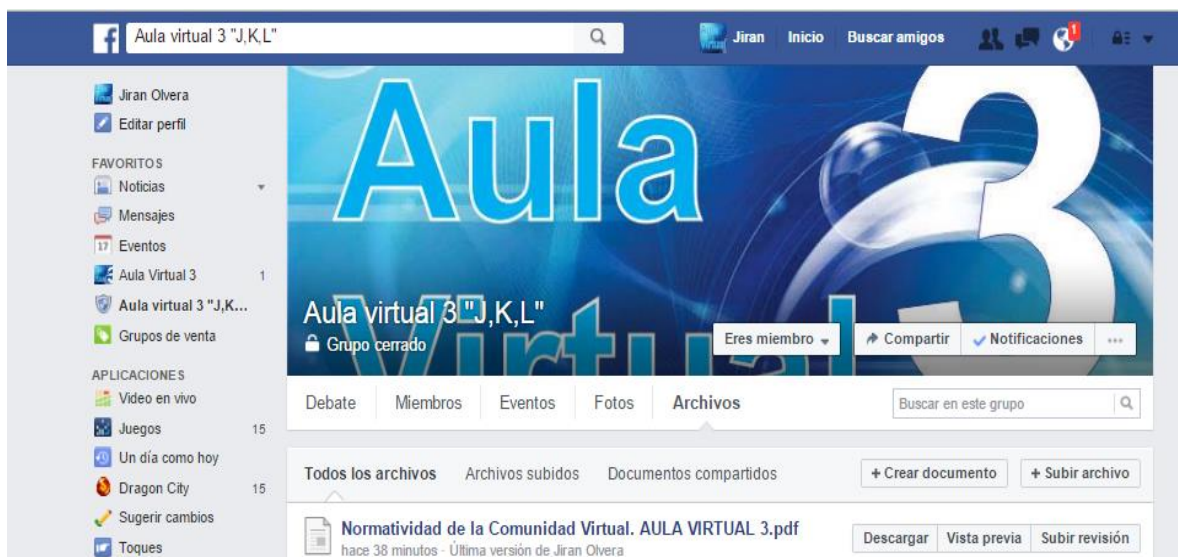 Aula virtual 3 "J,K,L"
Jiran Inicio Buscar amigos
1
Jiran Olvera
Editar perfil
FAVORITOS
Noticias
Mensajes
17 Eventos
Aula Virtual 3 1
Aula virtual 3 "J,K...
Grupos de venta
APLICACIONES
Video en vivo
Juegos 15
Un día como hoy
Dragon City 15
Sugerir cambios
Toques
Aula 3
Virtual
Aula virtual 3 "J,K,L"
Grupo cerrado
Eres miembro Compartir Notificaciones ...
Debate Miembros Eventos Fotos Archivos
Buscar en este grupo
Todos los archivos Archivos subidos Documentos compartidos
+ Crear documento + Subir archivo
Normatividad de la Comunidad Virtual. AULA VIRTUAL 3.pdf
hace 38 minutos · Última versión de Jiran Olvera
Descargar Vista previa Subir revisión